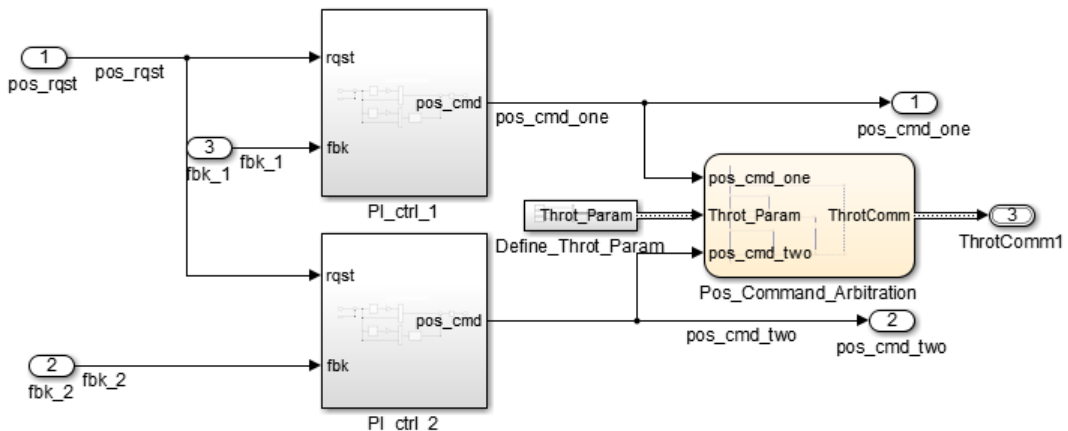 1
pos_rqst
pos_rqst
3
fbk_1
fbk_1
rqst
fbk
pos_cmd
PI_ctrl_1
pos_cmd_one
1
pos_cmd_one
Throt_Param
Define_Throt_Param
pos_cmd_one
Throt_Param
pos_cmd_two
ThrotComm
Pos_Command_Arbitration
3
ThrotComm1
2
fbk_2
fbk_2
rqst
fbk
pos_cmd
PI_ctrl_2
pos_cmd_two
2
pos_cmd_two